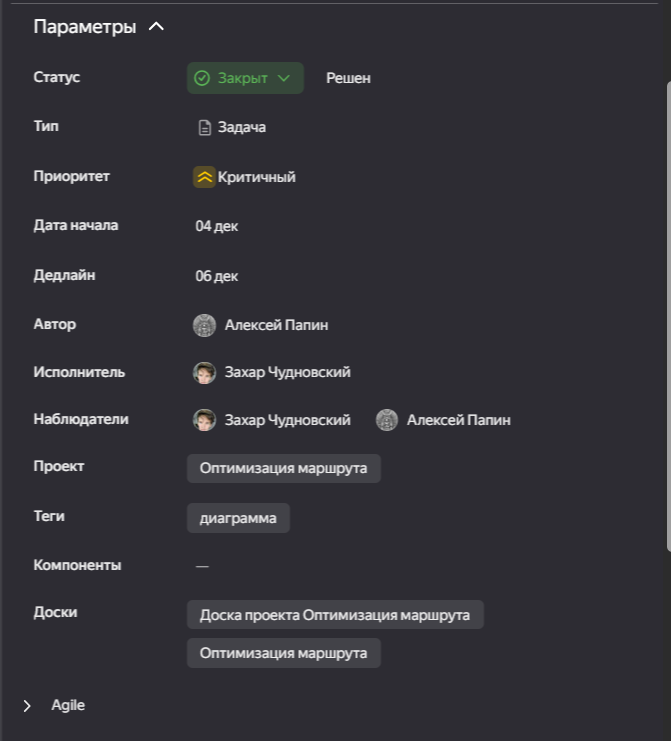 Параметры
Статус Закрыт Решен
Тип Задача
Приоритет Критичный
Дата начала 04 дек
Дедлайн 06 дек
Автор Алексей Папин
Исполнитель Захар Чудновский
Наблюдатели Захар Чудновский Алексей Папин
Проект Оптимизация маршрута
Теги диаграмма
Компоненты —
Доски Доска проекта Оптимизация маршрута
Оптимизация маршрута
Agile